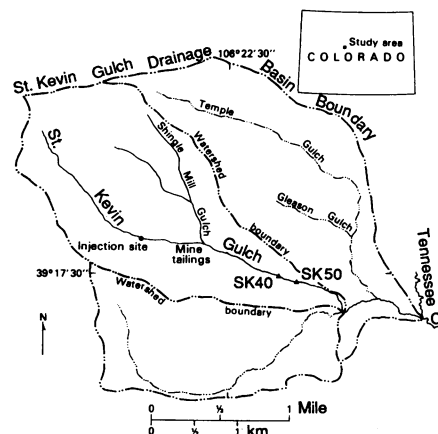 106° 22' 30"
Study area
COLORADO
St. Kevin Gulch Drainage Basin Boundary
Temple Gulch
Shingle Mill Gulch
Watershed boundary
St. Kevin Gulch
Gleason Gulch
Tennessee
Injection site
Mine tailings
39° 17' 30"
SK40
SK50
Watershed boundary
N
Mile
0 ½ 1
0 ½ 1 km